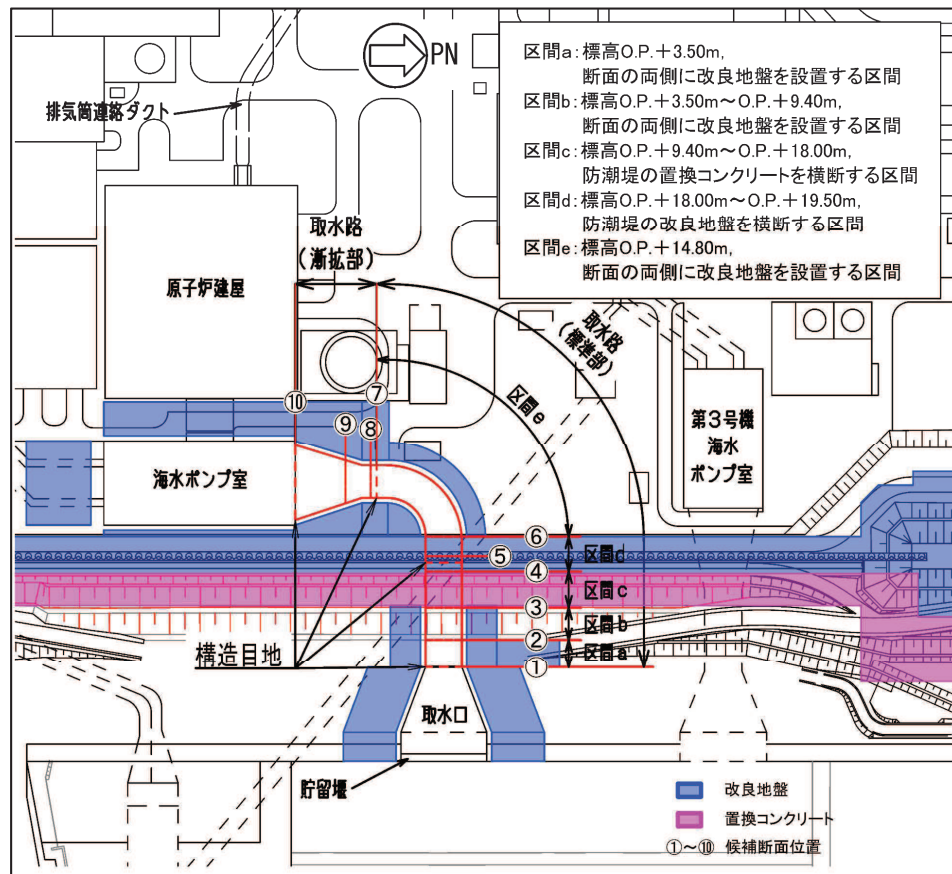 区間a:標高O.P.+3.50m,
断面の両側に改良地盤を設置する区間
区間b:標高O.P.+3.50m~O.P.+9.40m,
断面の両側に改良地盤を設置する区間
区間c:標高O.P.+9.40m~O.P.+18.00m,
防潮堤の置換コンクリートを横断する区間
区間d:標高O.P.+18.00m~O.P.+19.50m,
防潮堤の改良地盤を横断する区間
区間e:標高O.P.+14.80m,
断面の両側に改良地盤を設置する区間
PN
排気筒連絡ダクト
取水路
(漸拡部)
原子炉建屋
取水路
(標準部)
区間e
⑦
⑩
⑨
⑧
第3号機
海水
ポンプ室
海水ポンプ室
⑥
⑤
区間d
④
区間c
③
区間b
②
区間a
①
構造目地
取水口
貯留堰
改良地盤
置換コンクリート
①~⑩ 候補断面位置